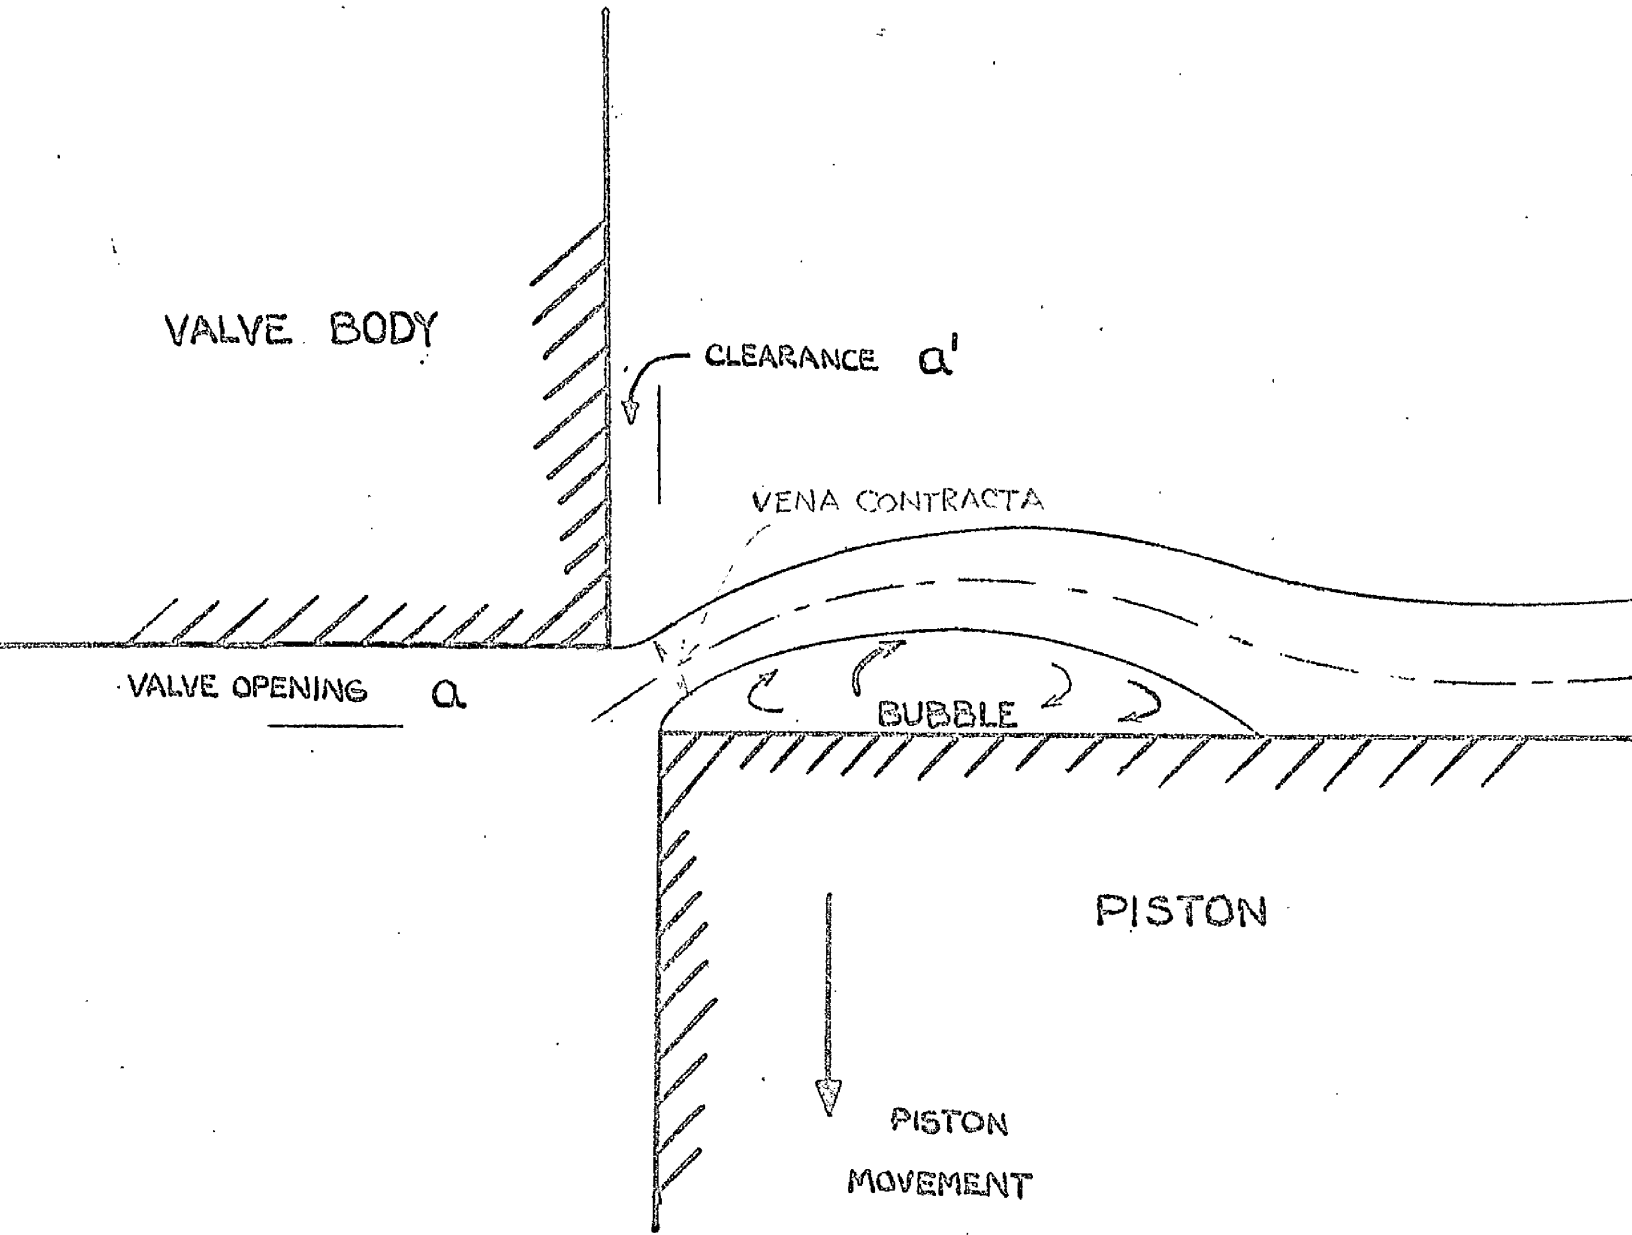 VALVE BODY
CLEARANCE a'
VENA CONTRACTA
VALVE OPENING a
BUBBLE
PISTON
PISTON
MOVEMENT